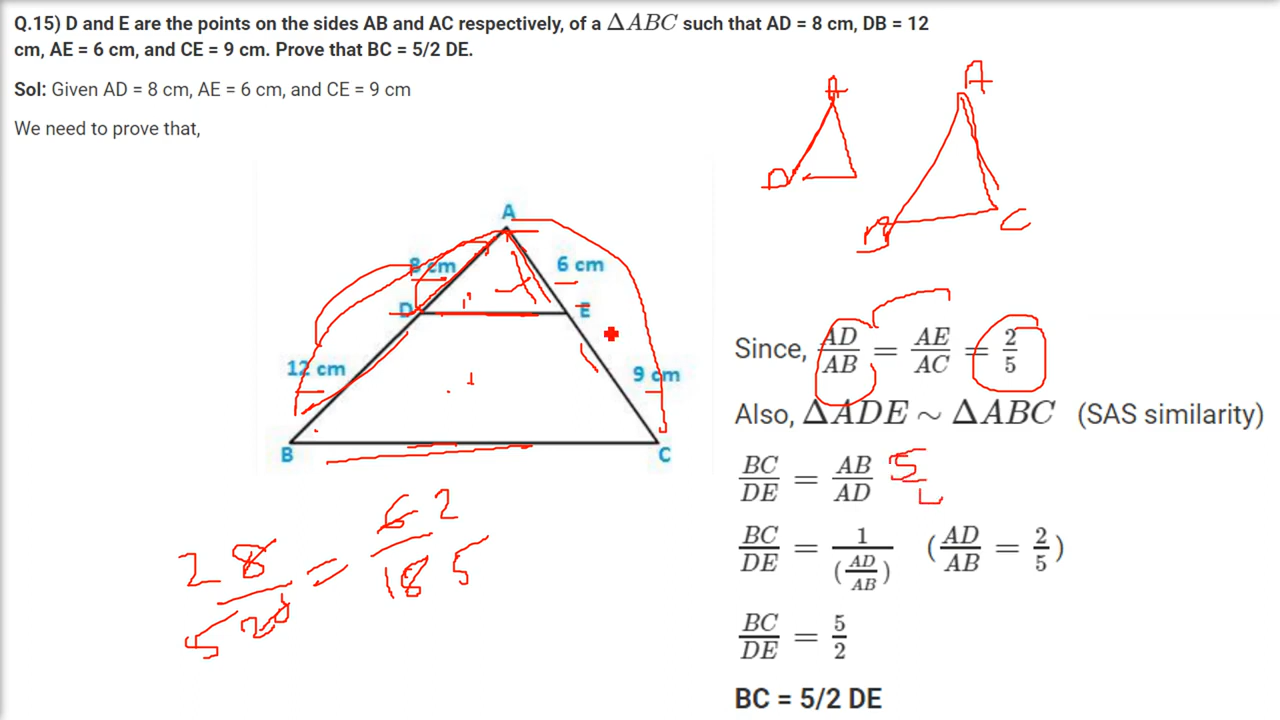 Q.15) D and E are the points on the sides AB and AC respectively, of a ΔABC such that AD = 8 cm, DB = 12
cm, AE = 6 cm, and CE = 9 cm. Prove that BC = 5/2 DE.
Sol: Given AD = 8 cm, AE = 6 cm, and CE = 9 cm
We need to prove that,
A
D
A
B
C
A
8 cm
6 cm
D
E
12 cm
9 cm
B
C
Since, AD/AB = AE/AC = 2/5
Also, ΔADE ~ ΔABC (SAS similarity)
BC/DE = AB/AD 5
BC/DE = 1/(AD/AB) (AD/AB = 2/5)
BC/DE = 5/2
BC = 5/2 DE
2 8 = 6 2
5 20 18 5